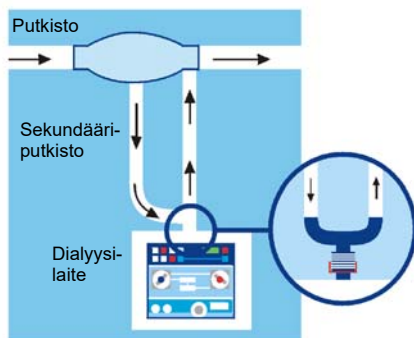 Putkisto
Sekundääri-
putkisto
Dialyysi-
laite